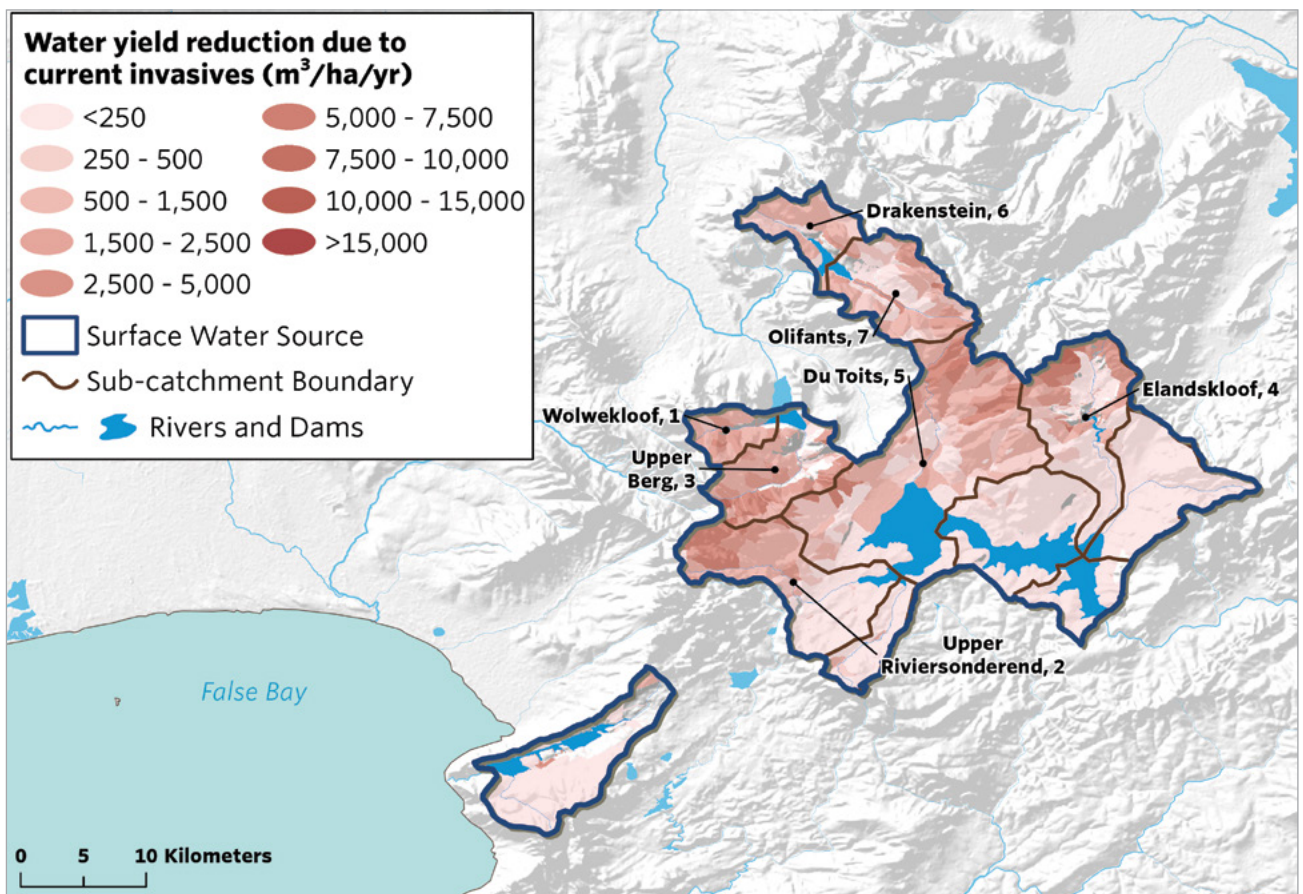 Water yield reduction due to
current invasives (m³/ha/yr)
<250
250 - 500
500 - 1,500
1,500 - 2,500
2,500 - 5,000
5,000 - 7,500
7,500 - 10,000
10,000 - 15,000
>15,000
Surface Water Source
Sub-catchment Boundary
Rivers and Dams
Drakenstein, 6
Olifants, 7
Du Toits, 5
Elandskloof, 4
Wolwekloof, 1
Upper
Berg, 3
Upper
Riviersonderend, 2
False Bay
0 5 10 Kilometers